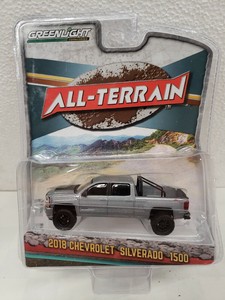 GREENLIGHT
ALL-TERRAIN
2018 CHEVROLET SILVERADO 1500